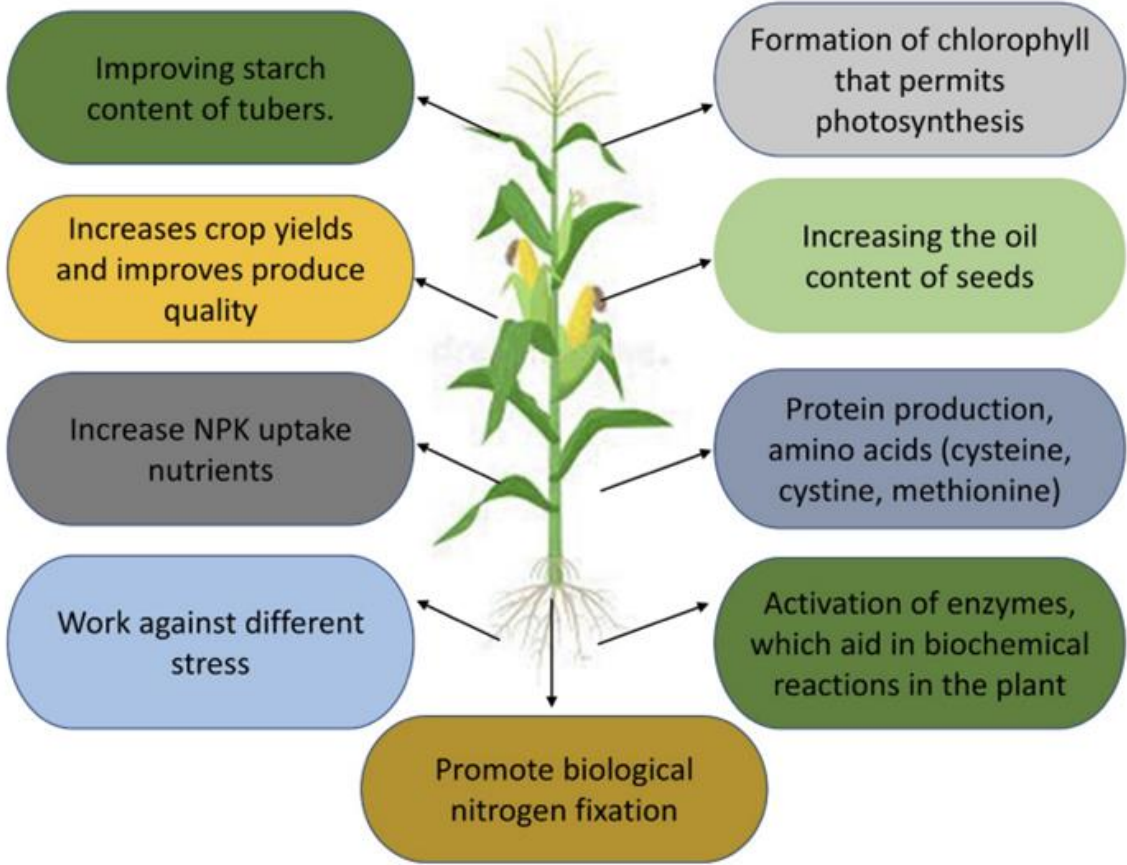 Improving starch
content of tubers.
Formation of chlorophyll
that permits
photosynthesis
Increases crop yields
and improves produce
quality
Increasing the oil
content of seeds
Increase NPK uptake
nutrients
Protein production,
amino acids (cysteine,
cystine, methionine)
Work against different
stress
Activation of enzymes,
which aid in biochemical
reactions in the plant
Promote biological
nitrogen fixation